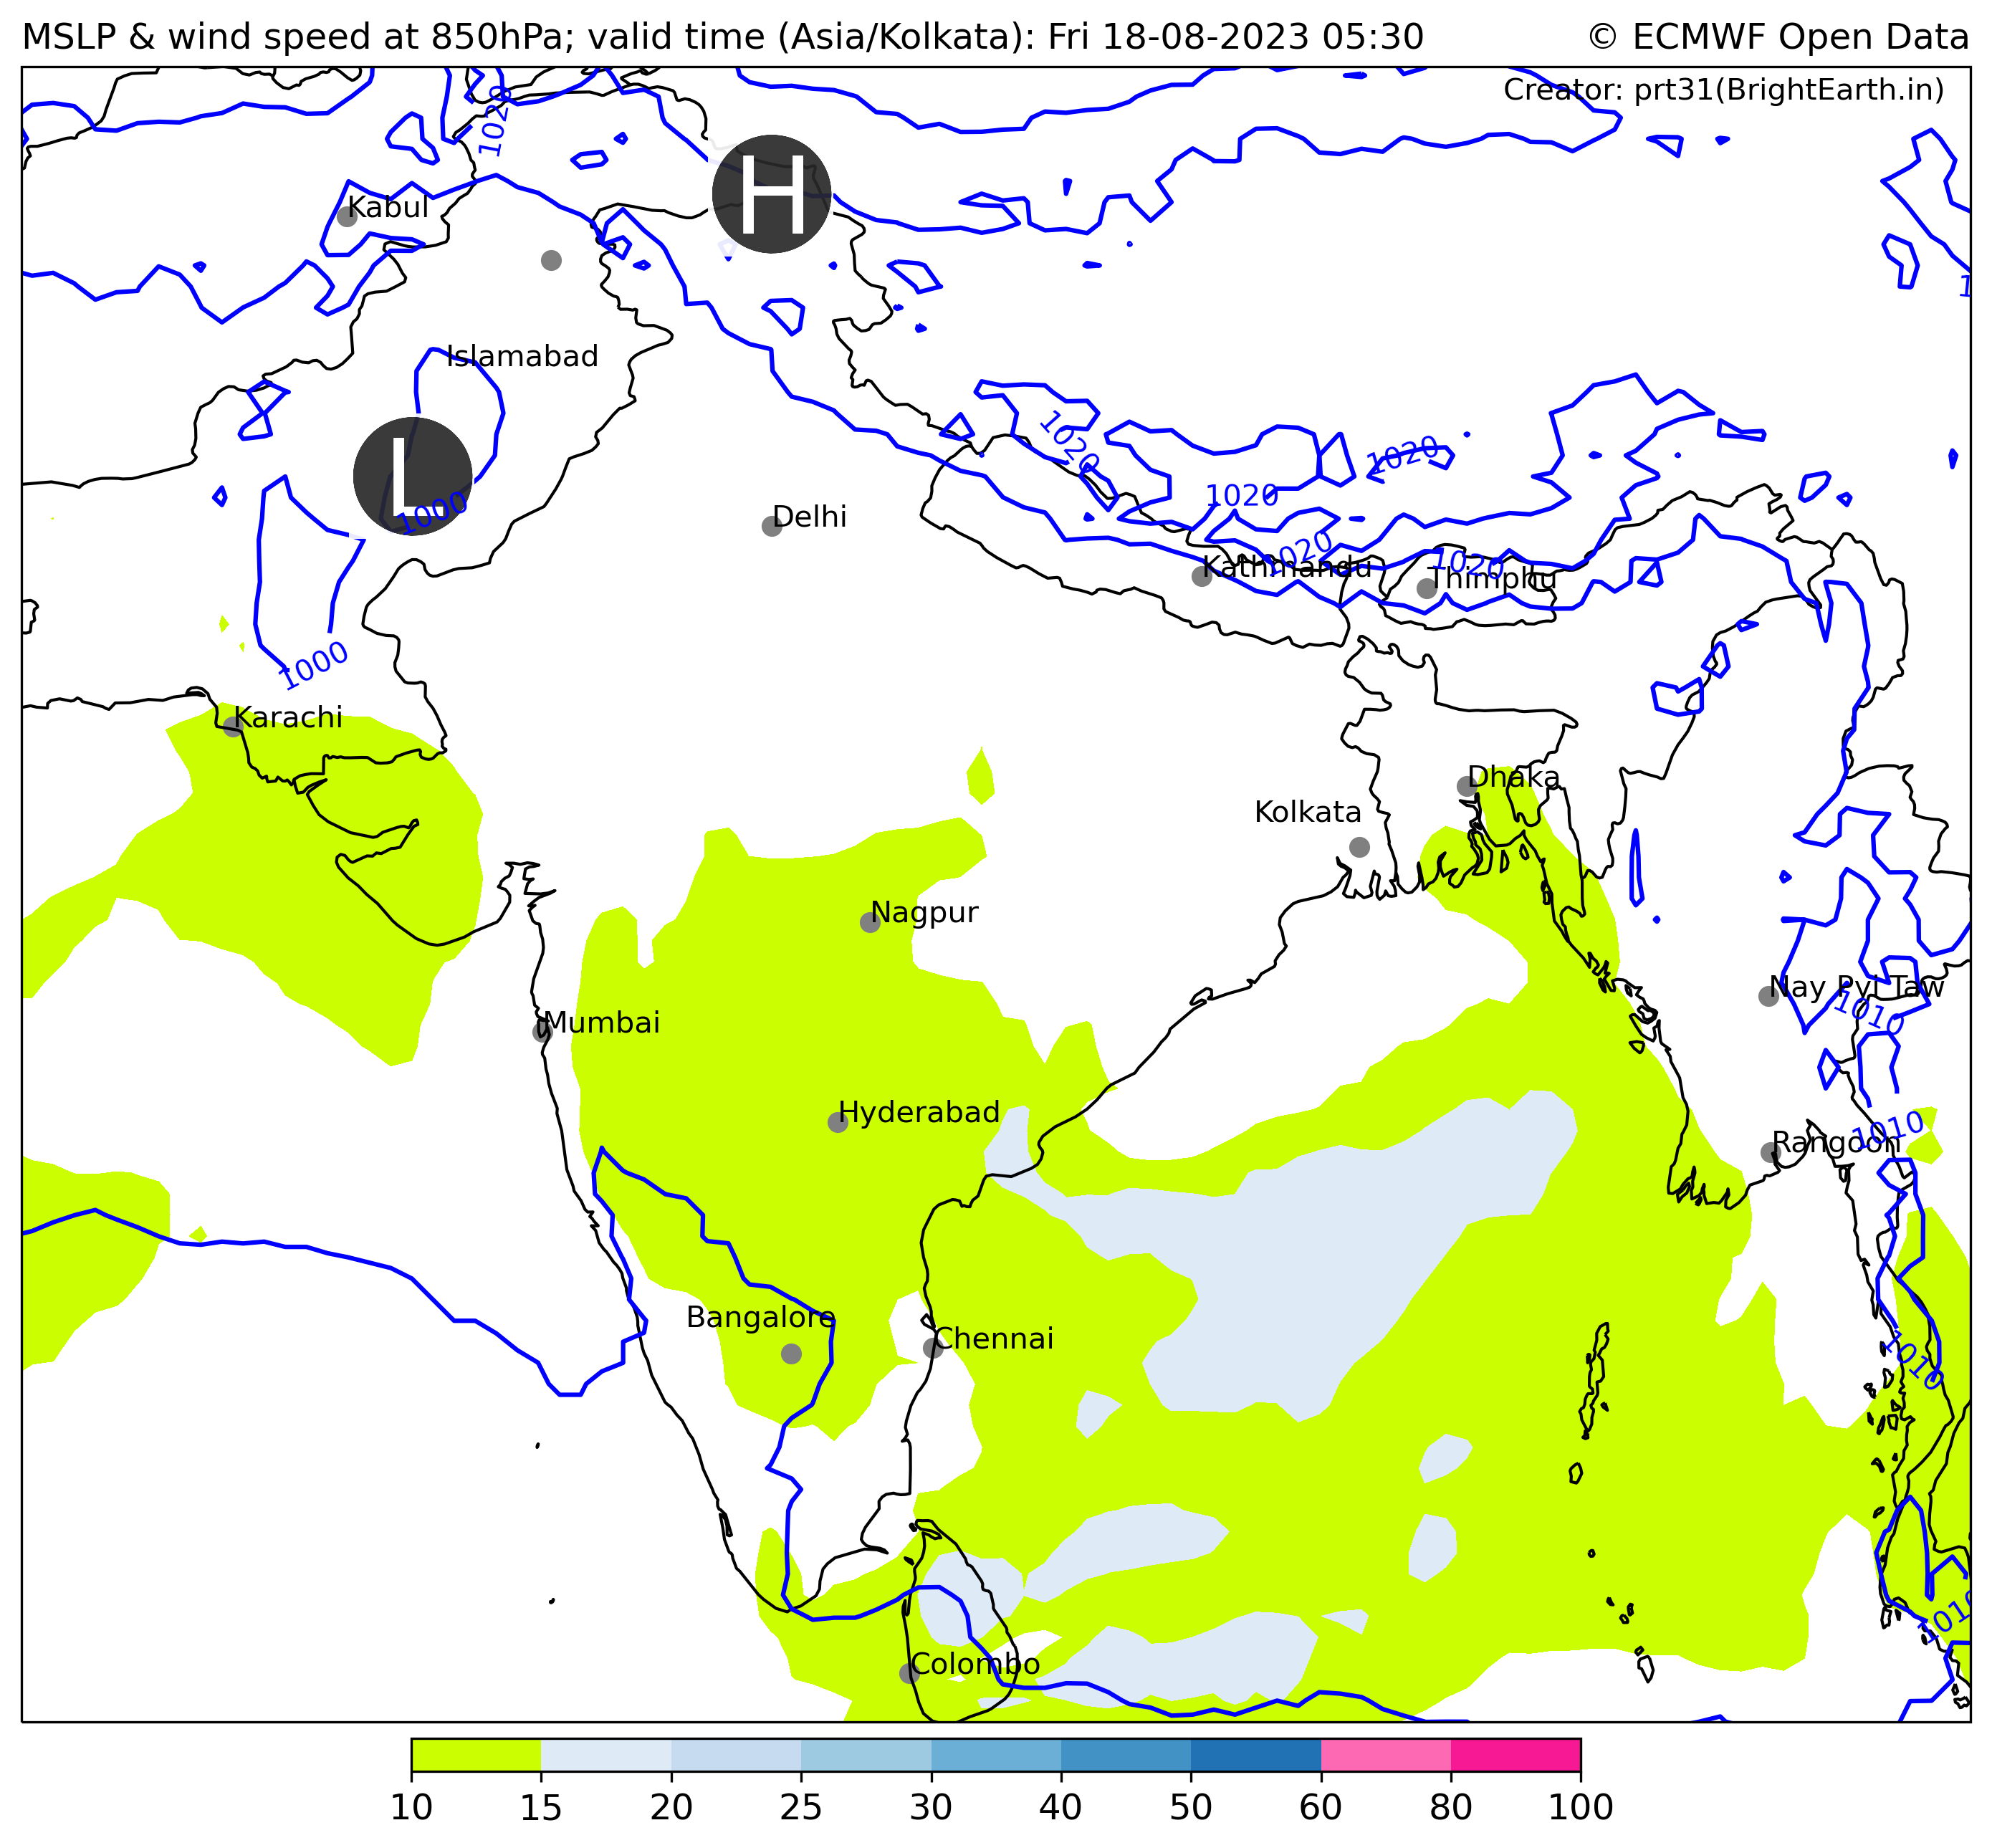 MSLP & wind speed at 850hPa; valid time (Asia/Kolkata): Fri 18-08-2023 05:30
© ECMWF Open Data
Creator: prt31(BrightEarth.in)
1020
H
Kabul
1
Islamabad
1020
1020
L
1000
1020
Delhi
1020
1020
Kathmandu
Thimphu
1000
Karachi
Dhaka
Kolkata
Nagpur
Nay Pyi Taw
1010
Mumbai
Hyderabad
1010
Rangoon
Bangalore
Chennai
1010
1010
Colombo
10 15 20 25 30 40 50 60 80 100